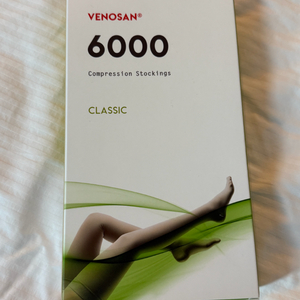 VENOSAN®
6000
Compression Stockings
CLASSIC